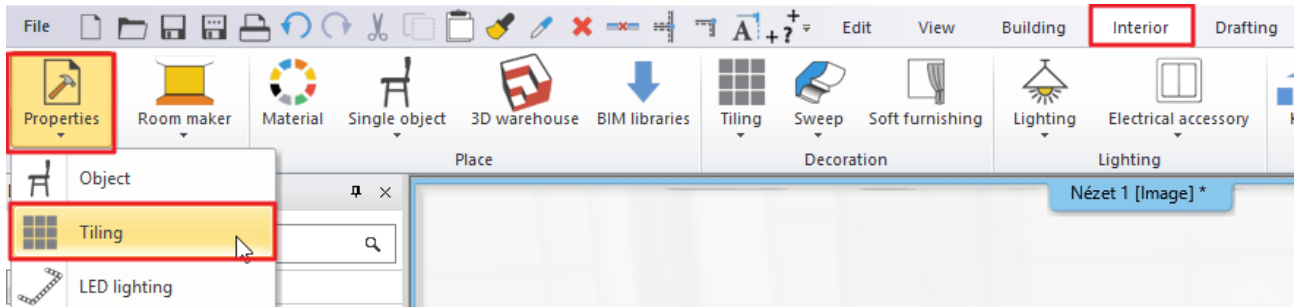 File Edit View Building Interior Drafting
Properties Room maker Material Single object 3D warehouse BIM libraries Tiling Sweep Soft furnishing Lighting Electrical accessory
Place Decoration Lighting
Object
Tiling
LED lighting
Nézet 1 [Image] *